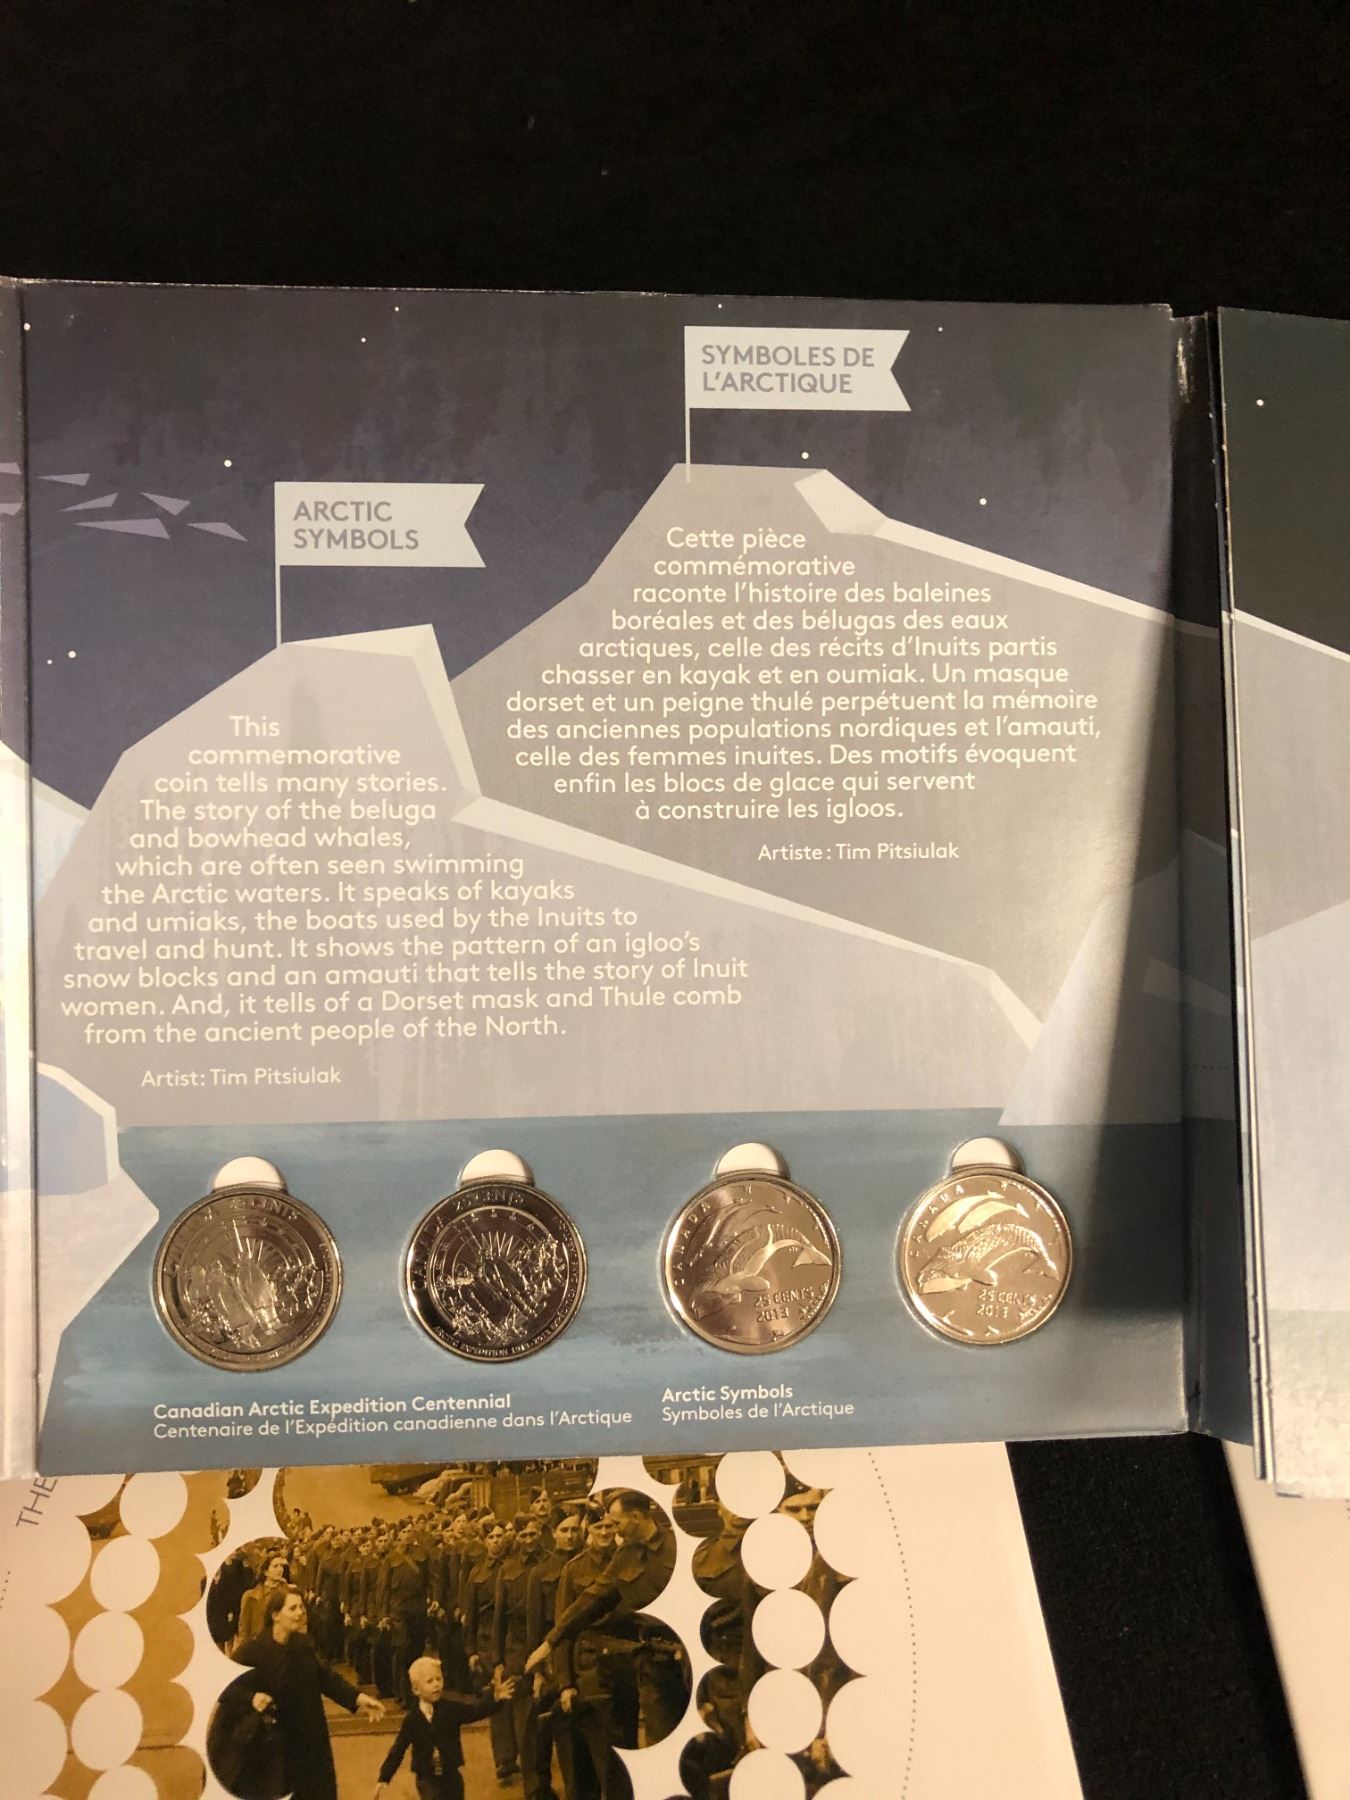 SYMBOLES DE
L'ARCTIQUE
Cette pièce
commémorative
raconte l'histoire des baleines
boréales et des bélugas des eaux
arctiques, celle des récits d'Inuits partis
chasser en kayak et en oumiak. Un masque
dorset et un peigne thulé perpétuent la mémoire
des anciennes populations nordiques et l'amauti,
celle des femmes inuites. Des motifs évoquent
enfin les blocs de glace qui servent
à construire les igloos.
Artiste: Tim Pitsiulak
ARCTIC
SYMBOLS
This
commemorative
coin tells many stories.
The story of the beluga
and bowhead whales,
which are often seen swimming
the Arctic waters. It speaks of kayaks
and umiaks, the boats used by the Inuits to
travel and hunt. It shows the pattern of an igloo's
snow blocks and an amauti that tells the story of Inuit
women. And, it tells of a Dorset mask and Thule comb
from the ancient people of the North.
Artist: Tim Pitsiulak
25 CENTS
CANADA 25 CENTS
CANADA
25 CENTS
2013
CANADA
25 CENTS
2013
Canadian Arctic Expedition Centennial
Centenaire de l'Expédition canadienne dans l'Arctique
Arctic Symbols
Symboles de l'Arctique
THE